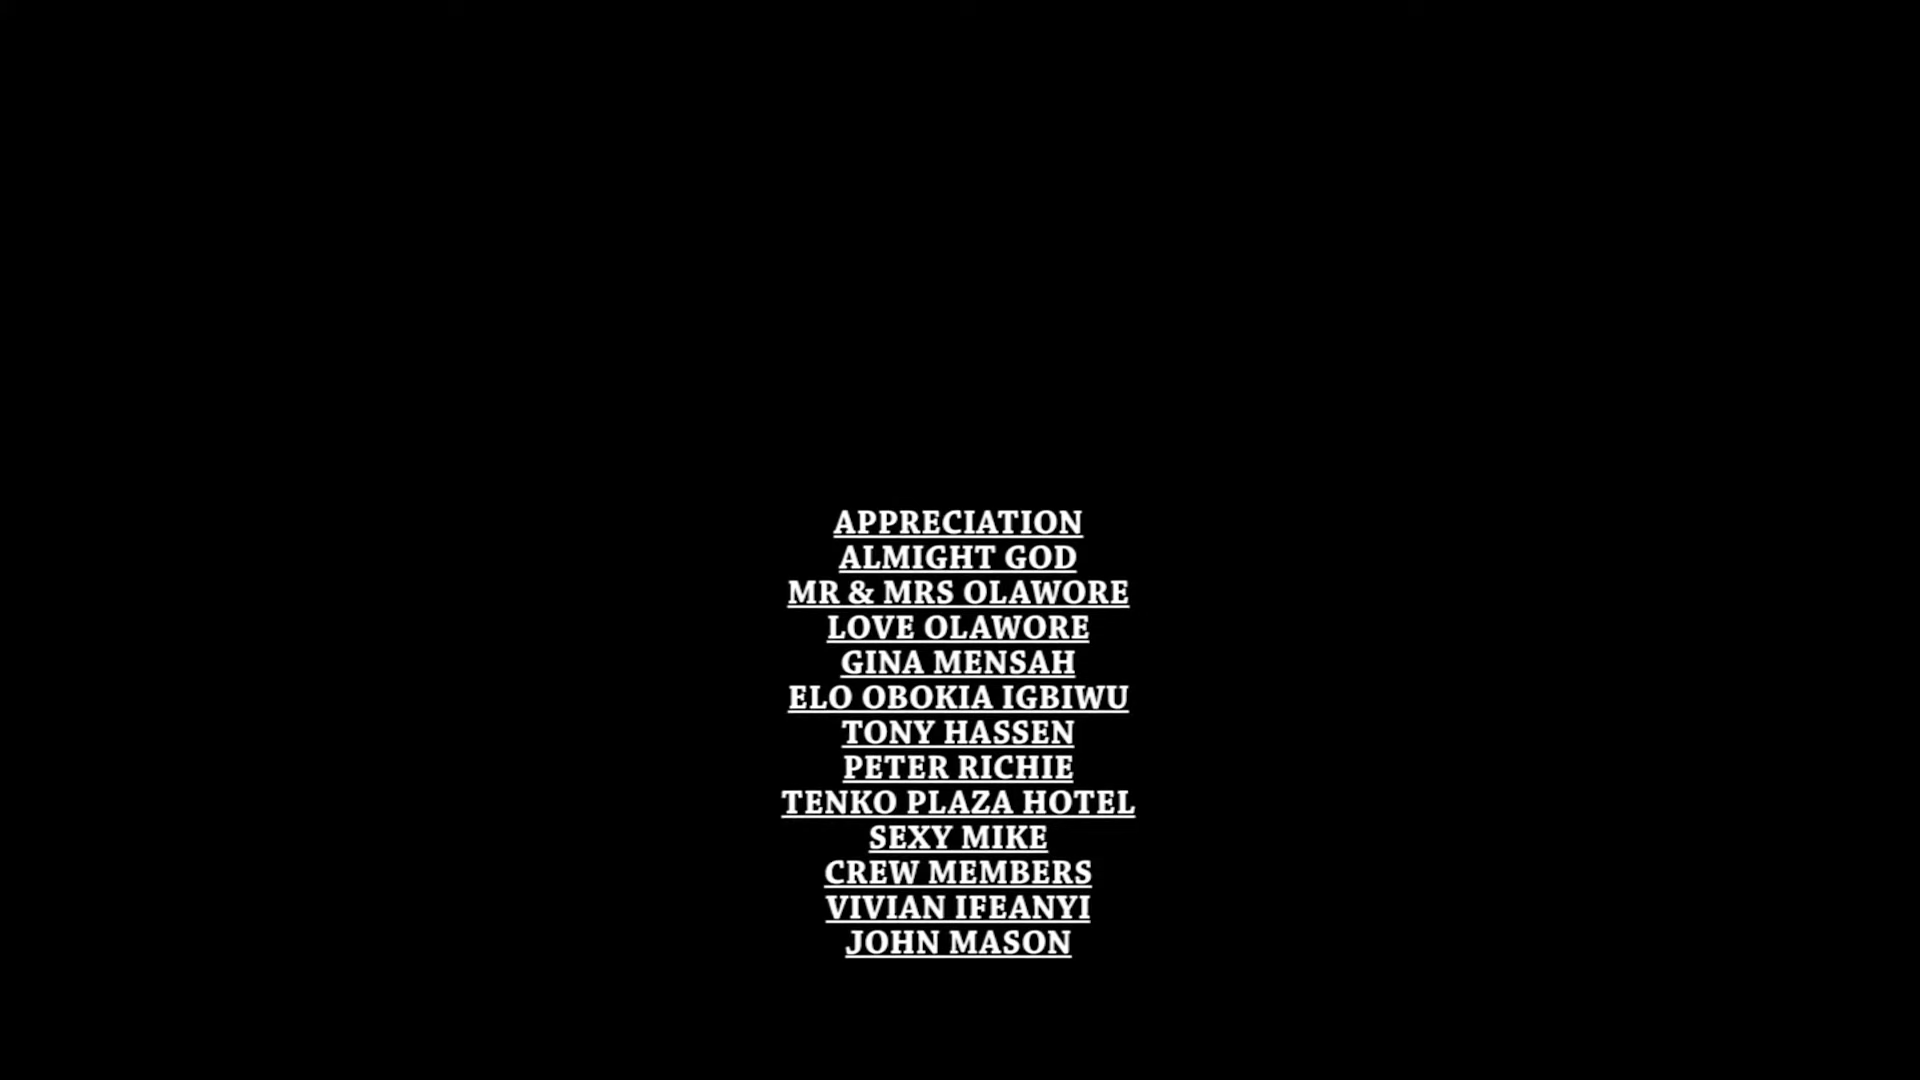 APPRECIATION
ALMIGHT GOD
MR & MRS OLAWORE
LOVE OLAWORE
GINA MENSAH
ELO OBOKIA IGBIWU
TONY HASSEN
PETER RICHIE
TENKO PLAZA HOTEL
SEXY MIKE
CREW MEMBERS
VIVIAN IFEANYI
JOHN MASON